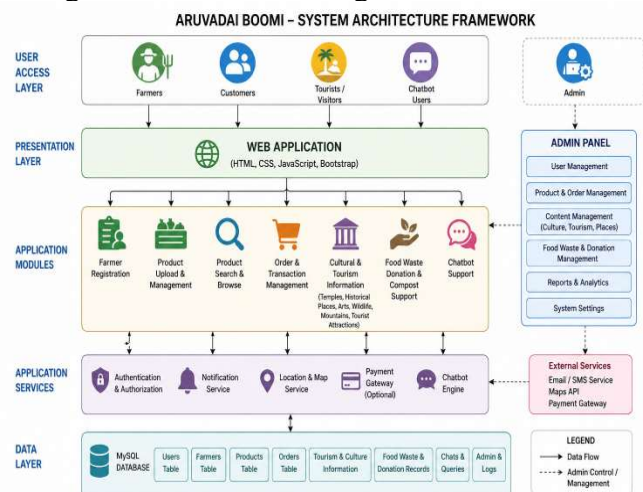 ARUVADAI BOOMI – SYSTEM ARCHITECTURE FRAMEWORK
USER
ACCESS
LAYER
Farmers
Customers
Tourists /
Visitors
Chatbot
Users
Admin
PRESENTATION
LAYER
WEB APPLICATION
(HTML, CSS, JavaScript, Bootstrap)
ADMIN PANEL
User Management
Product & Order Management
Content Management
(Culture, Tourism, Places)
Food Waste & Donation
Management
Reports & Analytics
System Settings
APPLICATION
MODULES
Farmer
Registration
Product
Upload &
Management
Product
Search &
Browse
Order &
Transaction
Management
Cultural &
Tourism
Information
(Temples, Historical
Places, Arts, Wildlife,
Mountains, Tourist
Attractions)
Food Waste
Donation &
Compost
Support
Chatbot
Support
APPLICATION
SERVICES
Authentication
& Authorization
Notification
Service
Location & Map
Service
Payment
Gateway
(Optional)
Chatbot
Engine
External Services
Email / SMS Service
Maps API
Payment Gateway
DATA
LAYER
MySQL
DATABASE
Users
Table
Farmers
Table
Products
Table
Orders
Table
Tourism & Culture
Information
Food Waste &
Donation Records
Chats &
Queries
Admin &
Logs
LEGEND
Data Flow
Admin Control /
Management